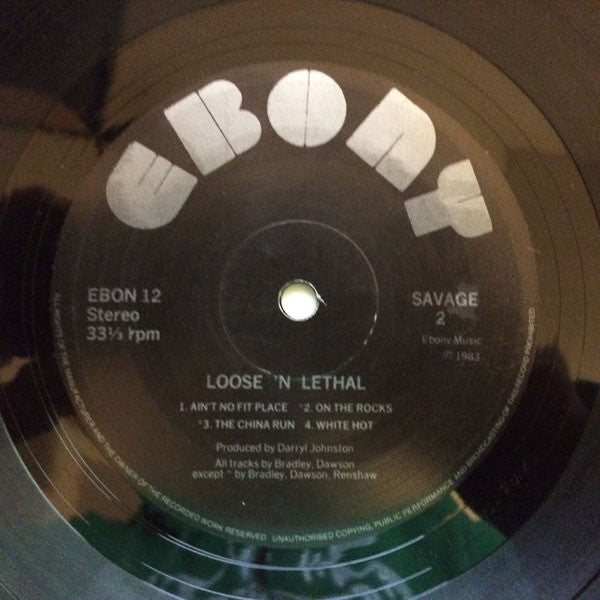 EBONY
EBON 12
Stereo
33⅓ rpm
SAVAGE
2
Ebony Music
℗ 1983
LOOSE 'N LETHAL
1. AIN'T NO FIT PLACE *2. ON THE ROCKS
*3. THE CHINA RUN 4. WHITE HOT
Produced by Darryl Johnston
All tracks by Bradley, Dawson
except * by Bradley, Dawson, Renshaw
ALL RIGHTS OF THE MANUFACTURER AND THE OWNER OF THE RECORDED WORK RESERVED. UNAUTHORISED COPYING, PUBLIC PERFORMANCE, AND BROADCASTING OF THIS RECORD PROHIBITED